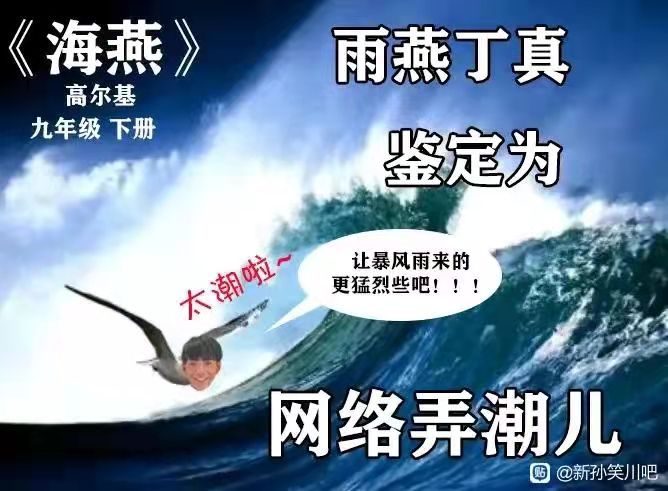 《海燕》
高尔基
九年级 下册
雨燕丁真
鉴定为
太潮啦~
让暴风雨来的
更猛烈些吧！！！
网络弄潮儿
贴 @新孙笑川吧